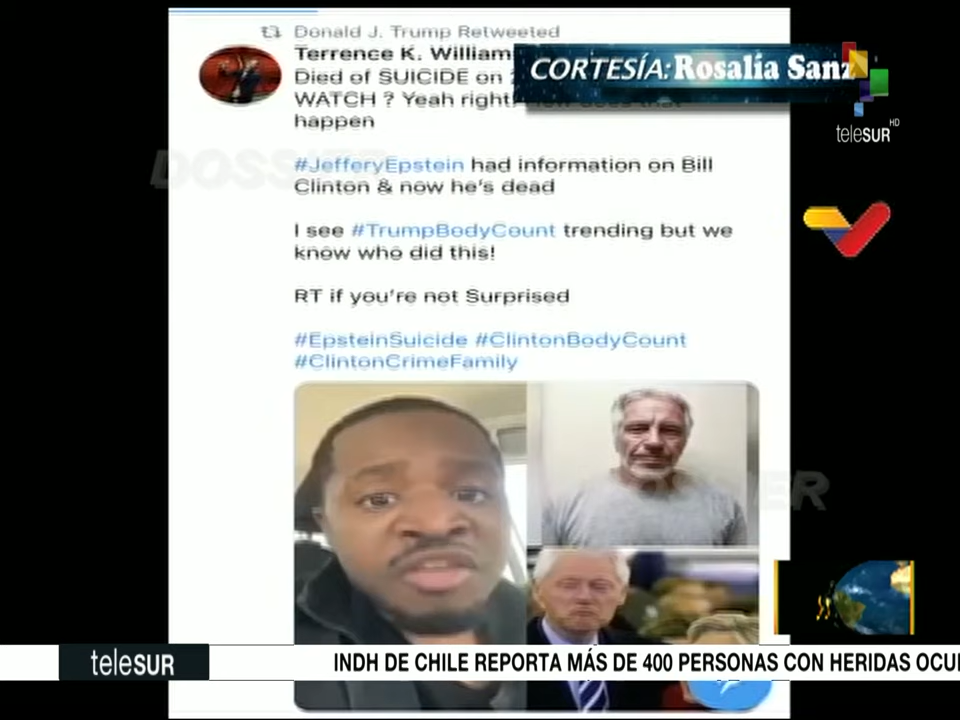 Donald J. Trump Retweeted
Terrence K. William
CORTESÍA: Rosalía Sanz
Died of SUICIDE on
WATCH ? Yeah right!
happen
teleSUR HD
DOSSIER
#JefferyEpstein had information on Bill
Clinton & now he's dead
I see #TrumpBodyCount trending but we
know who did this!
RT if you're not Surprised
#EpsteinSuicide #ClintonBodyCount
#ClintonCrimeFamily
teleSUR
INDH DE CHILE REPORTA MÁS DE 400 PERSONAS CON HERIDAS OCU